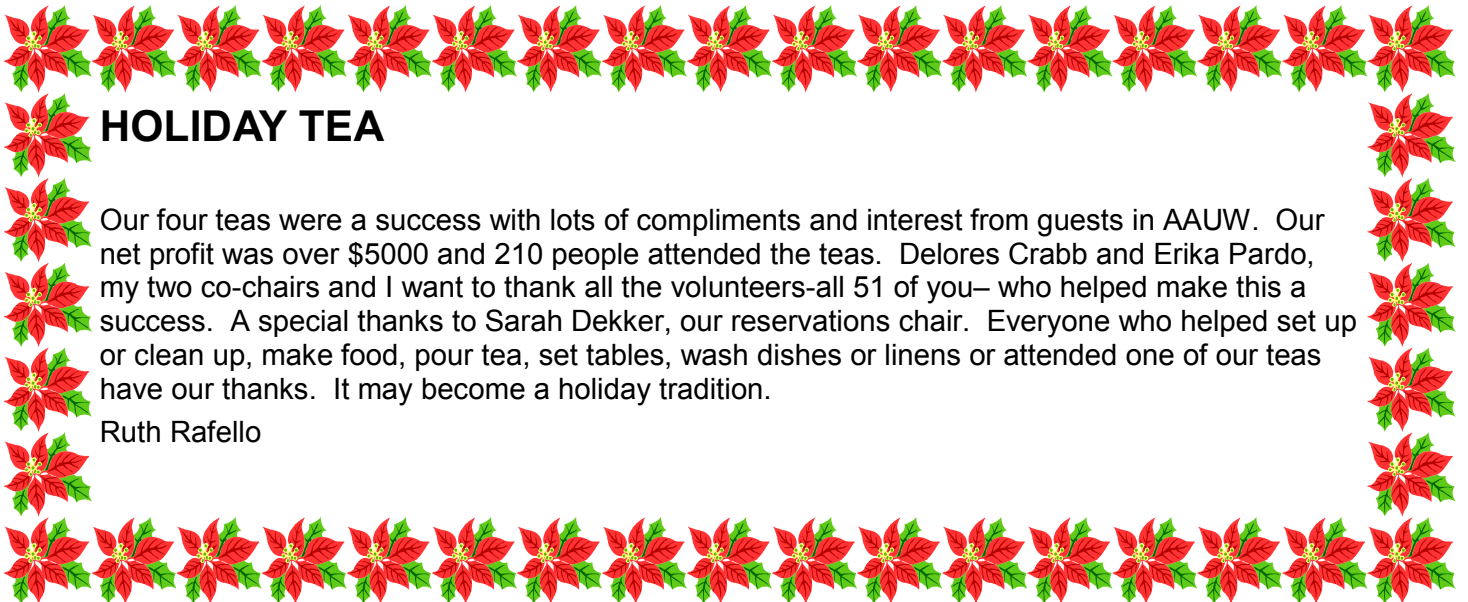 HOLIDAY TEA
Our four teas were a success with lots of compliments and interest from guests in AAUW.  Our
net profit was over $5000 and 210 people attended the teas.  Delores Crabb and Erika Pardo,
my two co-chairs and I want to thank all the volunteers-all 51 of you– who helped make this a
success.  A special thanks to Sarah Dekker, our reservations chair.  Everyone who helped set up
or clean up, make food, pour tea, set tables, wash dishes or linens or attended one of our teas
have our thanks.  It may become a holiday tradition.
Ruth Rafello